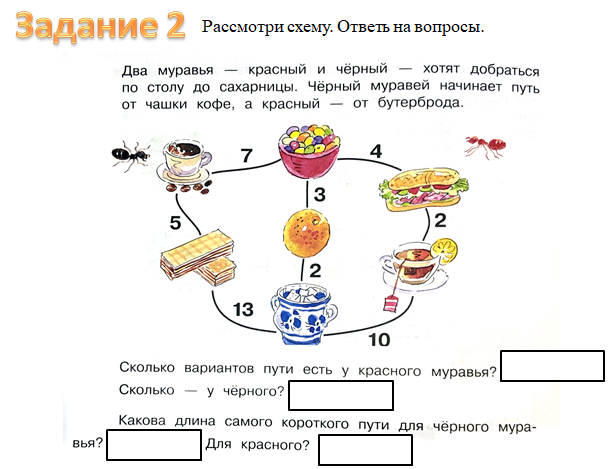 Задание 2 Рассмотри схему. Ответь на вопросы.
Два муравья — красный и чёрный — хотят добраться
по столу до сахарницы. Чёрный муравей начинает путь
от чашки кофе, а красный — от бутерброда.
7 4
3
5 2
2
13
10
Сколько вариантов пути есть у красного муравья?
Сколько — у чёрного?
Какова длина самого короткого пути для чёрного мура-
вья? Для красного?